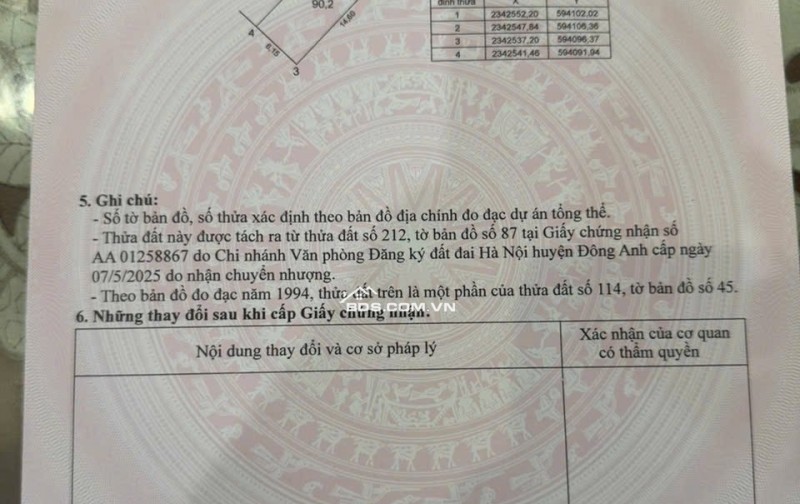 90,2
đỉnh thửa X Y
1 2342552,20 594102,02
2 2342547,84 594106,36
3 2342537,20 594096,37
4 2342541,46 594091,94
14,60
4
6,15
3
5. Ghi chú:
- Số tờ bản đồ, số thửa xác định theo bản đồ địa chính đo đạc dự án tổng thể.
- Thửa đất này được tách ra từ thửa đất số 212, tờ bản đồ số 87 tại Giấy chứng nhận số
AA 01258867 do Chi nhánh Văn phòng Đăng ký đất đai Hà Nội huyện Đông Anh cấp ngày
07/5/2025 do nhận chuyển nhượng.
- Theo bản đồ đo đạc năm 1994, thửa đất trên là một phần của thửa đất số 114, tờ bản đồ số 45.
BDS.COM.VN
6. Những thay đổi sau khi cấp Giấy chứng nhận:
Nội dung thay đổi và cơ sở pháp lý
Xác nhận của cơ quan
có thẩm quyền